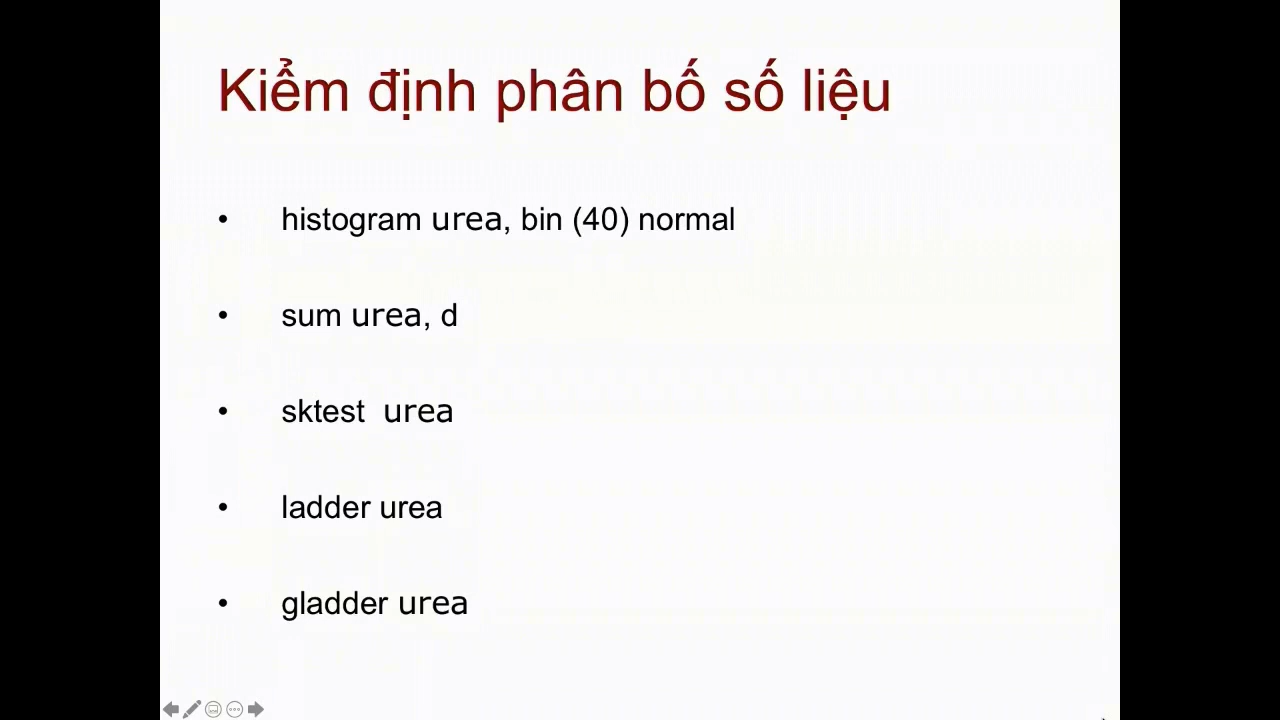 Kiểm định phân bố số liệu
• histogram urea, bin (40) normal
• sum urea, d
• sktest urea
• ladder urea
• gladder urea